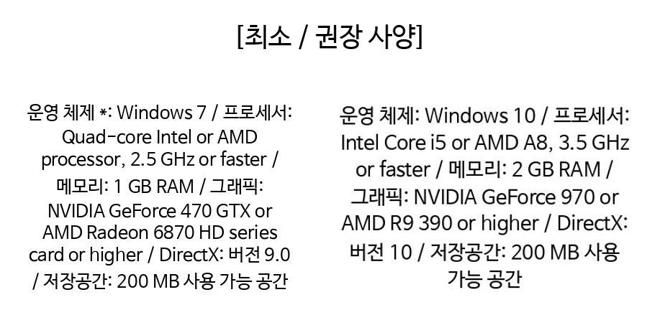 [최소 / 권장 사양]
운영 체제 *: Windows 7 / 프로세서:
Quad-core Intel or AMD
processor, 2.5 GHz or faster /
메모리: 1 GB RAM / 그래픽:
NVIDIA GeForce 470 GTX or
AMD Radeon 6870 HD series
card or higher / DirectX: 버전 9.0
/ 저장공간: 200 MB 사용 가능 공간
운영 체제: Windows 10 / 프로세서:
Intel Core i5 or AMD A8, 3.5 GHz
or faster / 메모리: 2 GB RAM /
그래픽: NVIDIA GeForce 970 or
AMD R9 390 or higher / DirectX:
버전 10 / 저장공간: 200 MB 사용
가능 공간